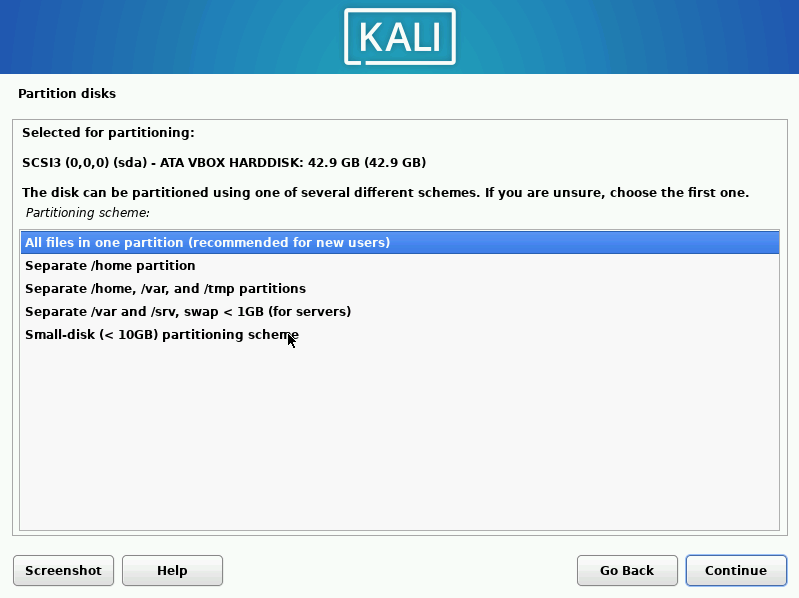 KALI
Partition disks
Selected for partitioning:
SCSI3 (0,0,0) (sda) - ATA VBOX HARDDISK: 42.9 GB (42.9 GB)
The disk can be partitioned using one of several different schemes. If you are unsure, choose the first one.
Partitioning scheme:
All files in one partition (recommended for new users)
Separate /home partition
Separate /home, /var, and /tmp partitions
Separate /var and /srv, swap < 1GB (for servers)
Small-disk (< 10GB) partitioning scheme
Screenshot Help Go Back Continue